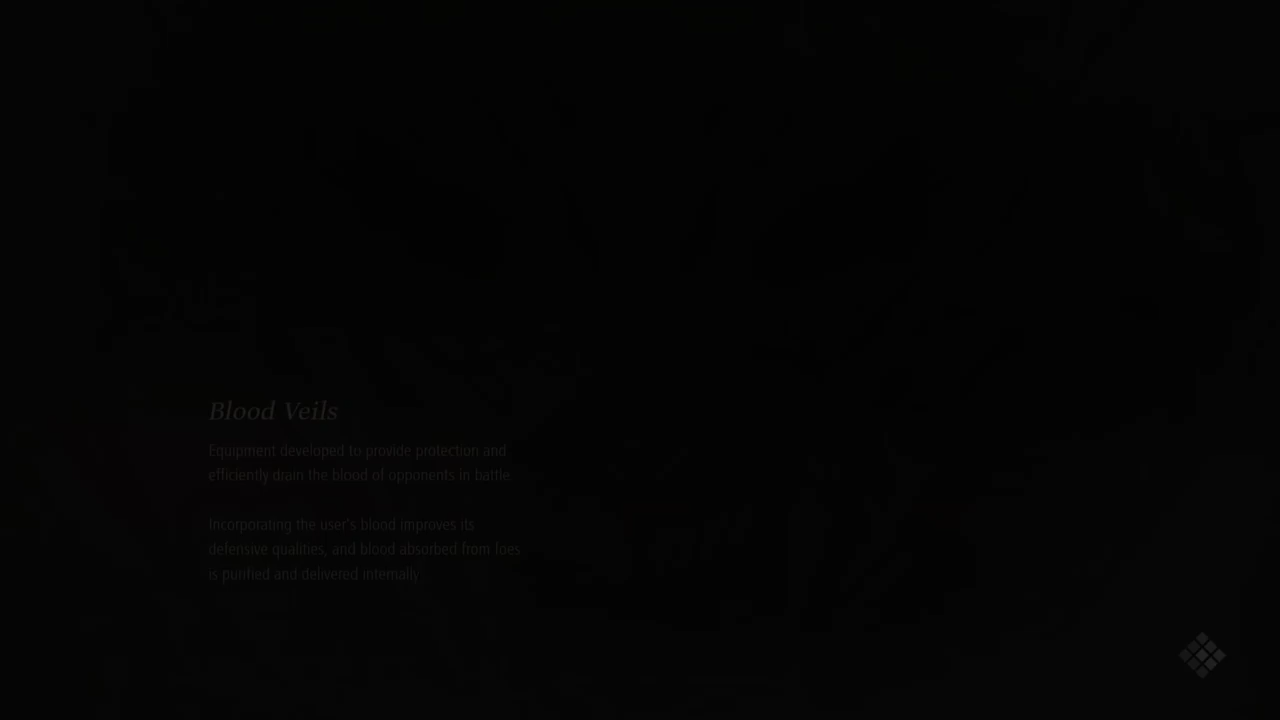 Blood Veils
Equipment developed to provide protection and
efficiently drain the blood of opponents in battle.
Incorporating the user's blood improves its
defensive qualities, and blood absorbed from foes
is purified and delivered internally.